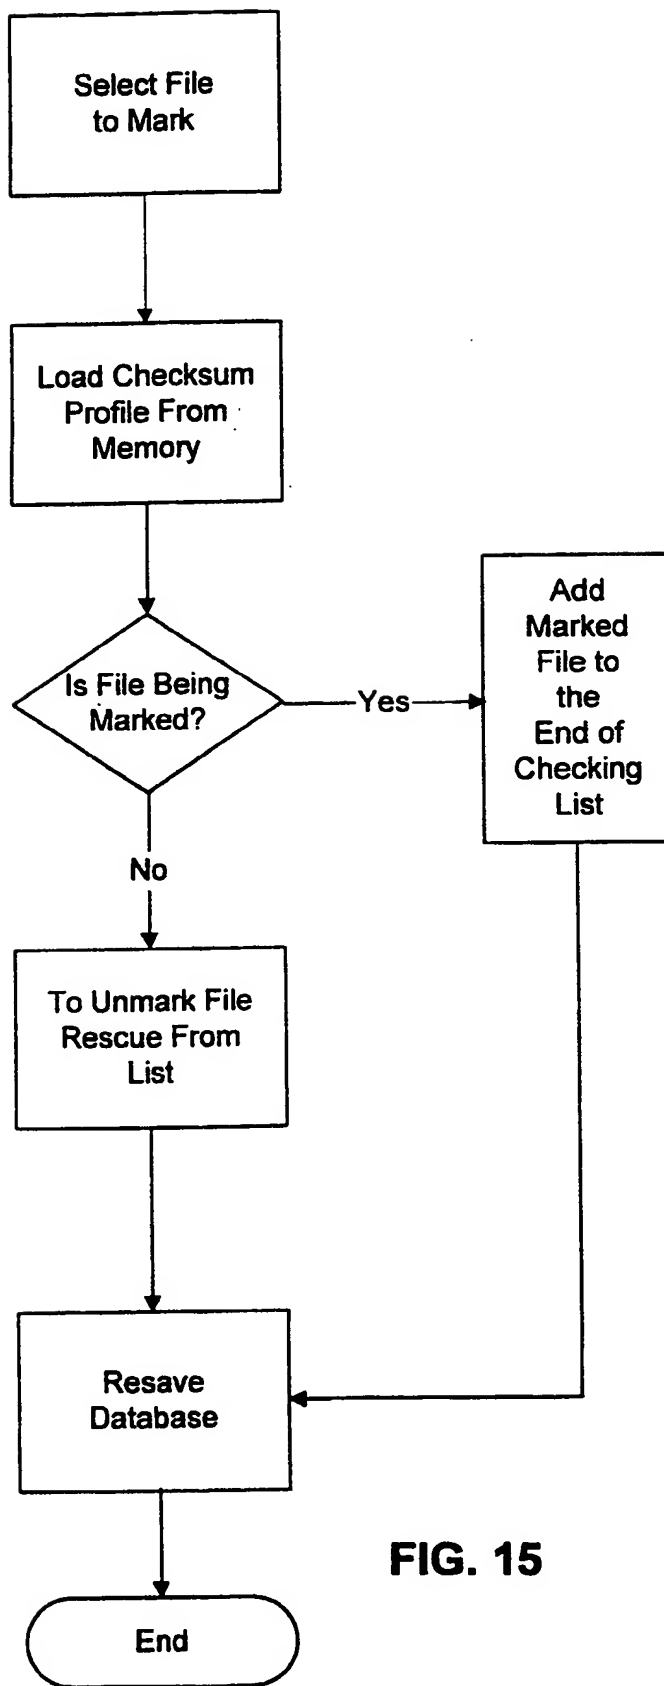 Select File
to Mark
Load Checksum
Profile From
Memory
Is File Being
Marked?
Yes
Add
Marked
File to
the
End of
Checking
List
No
To Unmark File
Rescue From
List
Resave
Database
End
FIG. 15